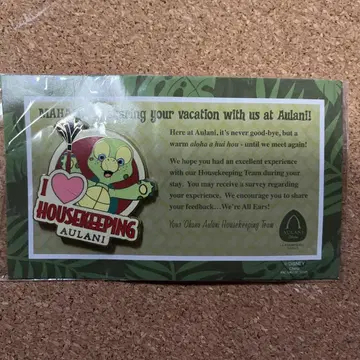 MAHA ring your vacation with us at Aulani!
Here at Aulani, it's never good-bye, but a
warm aloha a hui hou - until we meet again!
We hope you had an excellent experience
with our Housekeeping Team during your
stay. You may receive a survey regarding
your experience. We encourage you to share
your feedback...We're All Ears!
Your Aulani Housekeeping Team
I
HOUSEKEEPING
AULANI
AULANI
©DISNEY